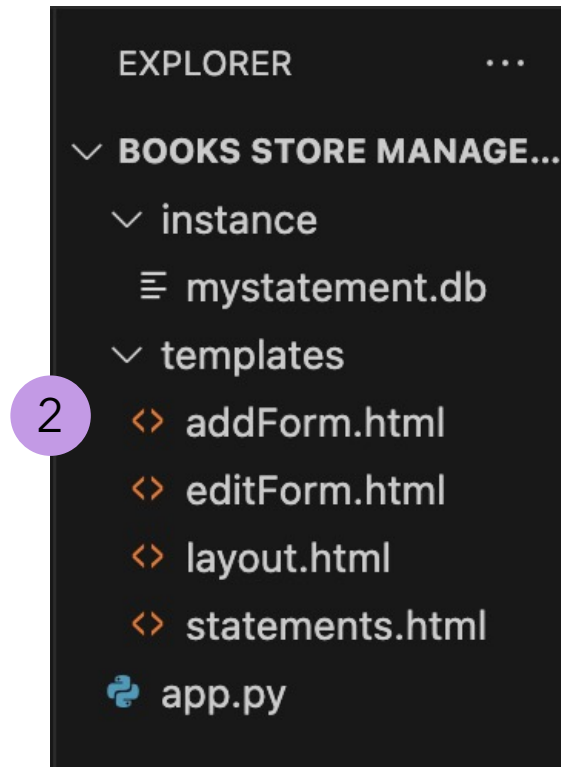 EXPLORER ...
BOOKS STORE MANAGE...
instance
mystatement.db
templates
2 addForm.html
editForm.html
layout.html
statements.html
app.py